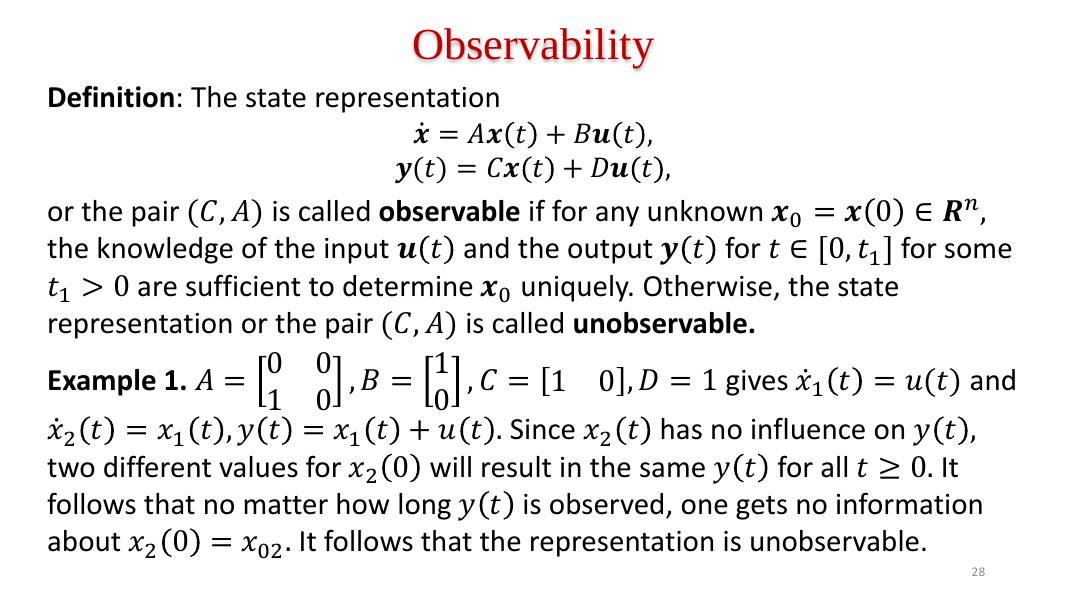 Observability
Definition: The state representation
ẋ = Ax(t) + Bu(t),
y(t) = Cx(t) + Du(t),
or the pair (C, A) is called observable if for any unknown x₀ = x(0) ∈ Rⁿ,
the knowledge of the input u(t) and the output y(t) for t ∈ [0, t₁] for some
t₁ > 0 are sufficient to determine x₀ uniquely. Otherwise, the state
representation or the pair (C, A) is called unobservable.
Example 1. A = [0 0; 1 0], B = [1; 0], C = [1 0], D = 1 gives ẋ₁(t) = u(t) and
ẋ₂(t) = x₁(t), y(t) = x₁(t) + u(t). Since x₂(t) has no influence on y(t),
two different values for x₂(0) will result in the same y(t) for all t ≥ 0. It
follows that no matter how long y(t) is observed, one gets no information
about x₂(0) = x₀₂. It follows that the representation is unobservable.
28